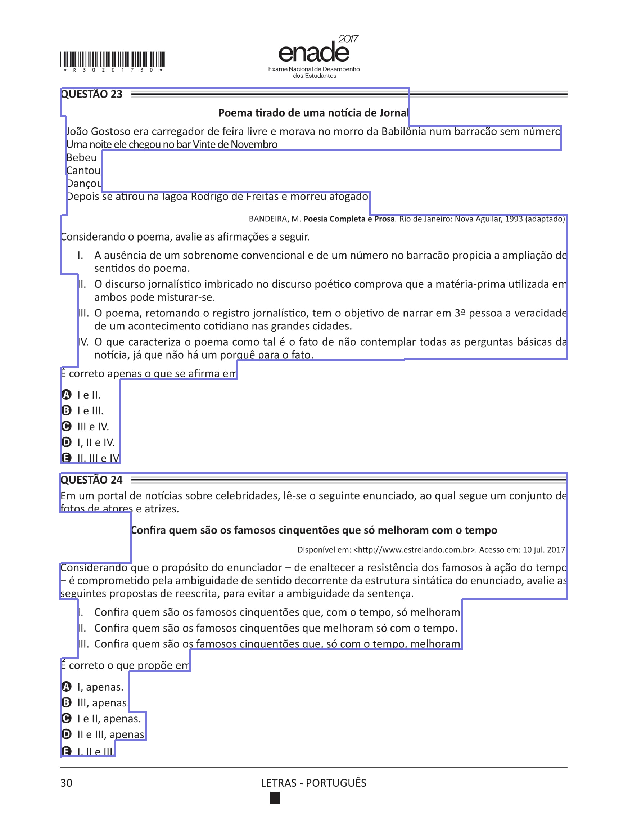 *R3020173D*
enade 2017
Exame Nacional de Desempenho
dos Estudantes
QUESTÃO 23
Poema tirado de uma notícia de Jornal
João Gostoso era carregador de feira livre e morava no morro da Babilônia num barracão sem número
Uma noite ele chegou no bar Vinte de Novembro
Bebeu
Cantou
Dançou
Depois se atirou na lagoa Rodrigo de Freitas e morreu afogado
BANDEIRA, M. Poesia Completa e Prosa. Rio de Janeiro: Nova Aguilar, 1993 (adaptado)
Considerando o poema, avalie as afirmações a seguir.
I. A ausência de um sobrenome convencional e de um número no barracão propicia a ampliação de
sentidos do poema.
II. O discurso jornalístico imbricado no discurso poético comprova que a matéria-prima utilizada em
ambos pode misturar-se.
III. O poema, retomando o registro jornalístico, tem o objetivo de narrar em 3ª pessoa a veracidade
de um acontecimento cotidiano nas grandes cidades.
IV. O que caracteriza o poema como tal é o fato de não contemplar todas as perguntas básicas da
notícia, já que não há um porquê para o fato.
É correto apenas o que se afirma em
A I e II.
B I e III.
C III e IV.
D I, II e IV.
E II, III e IV
QUESTÃO 24
Em um portal de notícias sobre celebridades, lê-se o seguinte enunciado, ao qual segue um conjunto de
fotos de atores e atrizes.
Confira quem são os famosos cinquentões que só melhoram com o tempo
Disponível em: <http://www.estrelando.com.br>. Acesso em: 10 jul. 2017
Considerando que o propósito do enunciador – de enaltecer a resistência dos famosos à ação do tempo
– é comprometido pela ambiguidade de sentido decorrente da estrutura sintática do enunciado, avalie as
seguintes propostas de reescrita, para evitar a ambiguidade da sentença.
I. Confira quem são os famosos cinquentões que, com o tempo, só melhoram
II. Confira quem são os famosos cinquentões que melhoram só com o tempo.
III. Confira quem são os famosos cinquentões que, só com o tempo, melhoram
É correto o que propõe em
A I, apenas.
B III, apenas
C I e II, apenas.
D II e III, apenas
E I, II e III
30
LETRAS - PORTUGUÊS